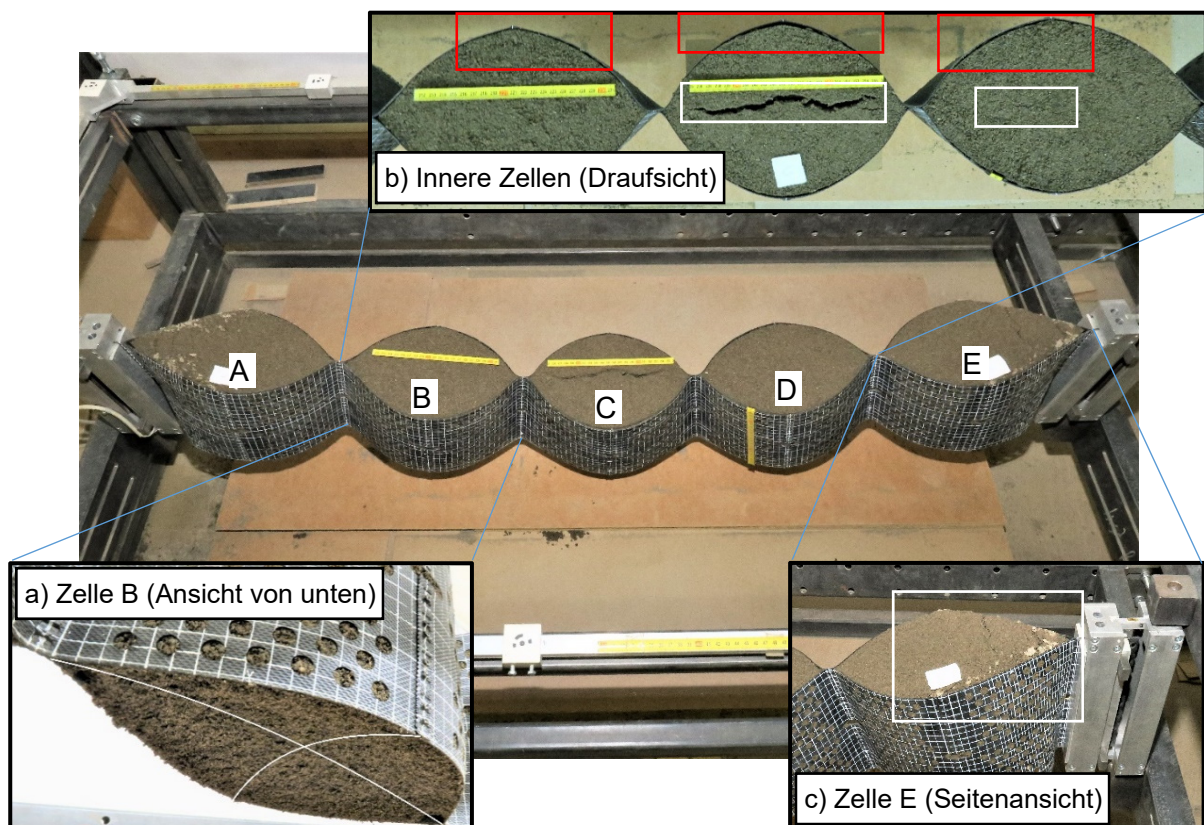 b) Innere Zellen (Draufsicht)
A
B
C
D
E
a) Zelle B (Ansicht von unten)
c) Zelle E (Seitenansicht)